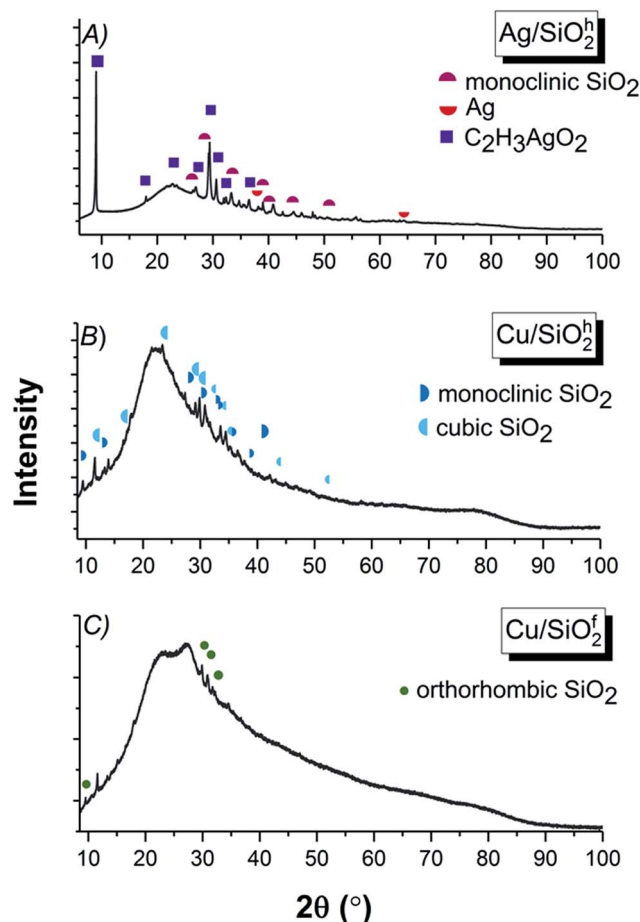 A)
Ag/SiO₂ʰ
monoclinic SiO₂
Ag
C₂H₃AgO₂
10 20 30 40 50 60 70 80 90 100
B)
Cu/SiO₂ʰ
monoclinic SiO₂
cubic SiO₂
Intensity
10 20 30 40 50 60 70 80 90 100
C)
Cu/SiO₂ᶠ
orthorhombic SiO₂
10 20 30 40 50 60 70 80 90 100
2θ (°)